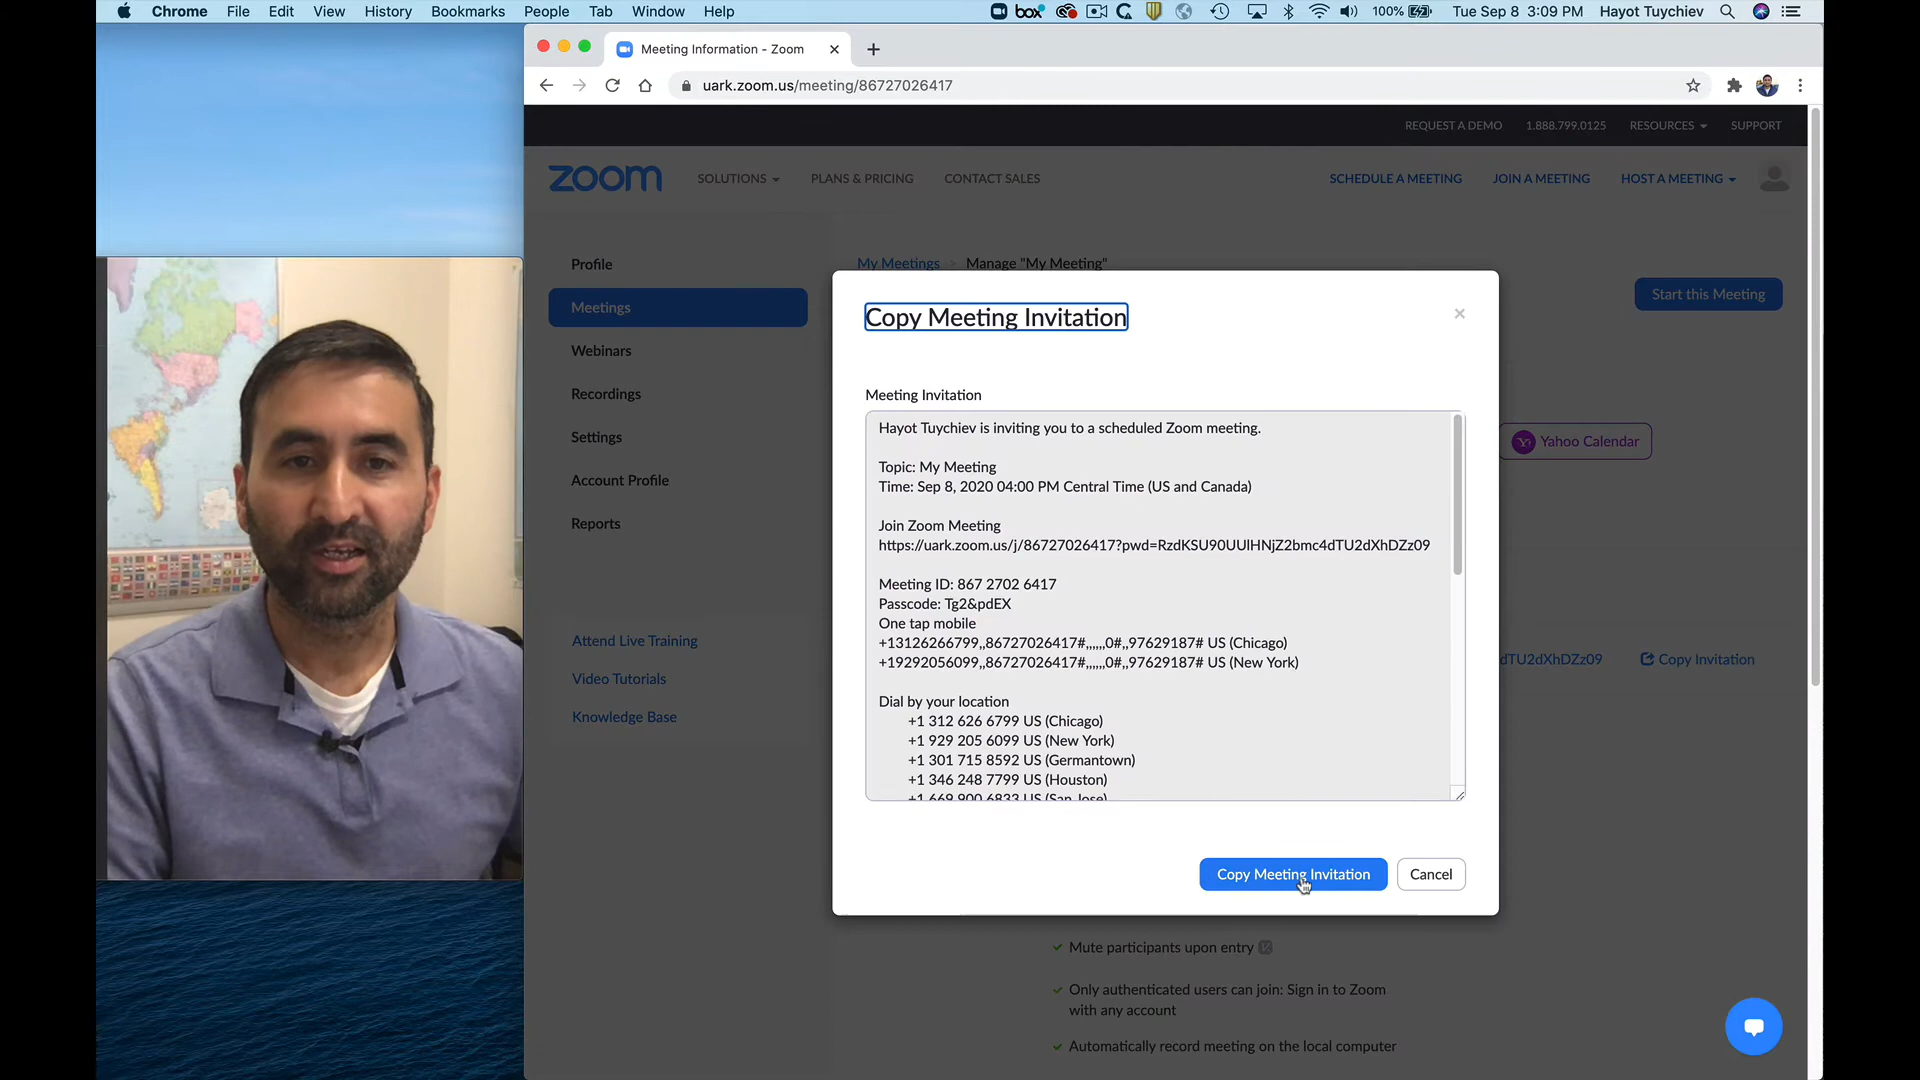 Chrome File Edit View History Bookmarks People Tab Window Help box 100% Tue Sep 8 3:09 PM Hayot Tuychiev
Meeting Information - Zoom
uark.zoom.us/meeting/86727026417
REQUEST A DEMO 1.888.799.0125 RESOURCES SUPPORT
zoom SOLUTIONS PLANS & PRICING CONTACT SALES SCHEDULE A MEETING JOIN A MEETING HOST A MEETING
Profile
Meetings
Webinars
Recordings
Settings
Account Profile
Reports
Attend Live Training
Video Tutorials
Knowledge Base
My Meetings > Manage "My Meeting"
Start this Meeting
Copy Meeting Invitation
×
Meeting Invitation
Hayot Tuychiev is inviting you to a scheduled Zoom meeting.
Topic: My Meeting
Time: Sep 8, 2020 04:00 PM Central Time (US and Canada)
Join Zoom Meeting
https://uark.zoom.us/j/86727026417?pwd=RzdKSU90UUlHNjZ2bmc4dTU2dXhDZz09
Meeting ID: 867 2702 6417
Passcode: Tg2&pdEX
One tap mobile
+13126266799,,86727026417#,,,,,,0#,,97629187# US (Chicago)
+19292056099,,86727026417#,,,,,,0#,,97629187# US (New York)
Dial by your location
+1 312 626 6799 US (Chicago)
+1 929 205 6099 US (New York)
+1 301 715 8592 US (Germantown)
+1 346 248 7799 US (Houston)
+1 669 900 6833 US (San Jose)
Copy Meeting Invitation Cancel
Yahoo Calendar
dTU2dXhDZz09 Copy Invitation
Mute participants upon entry
Only authenticated users can join: Sign in to Zoom
with any account
Automatically record meeting on the local computer